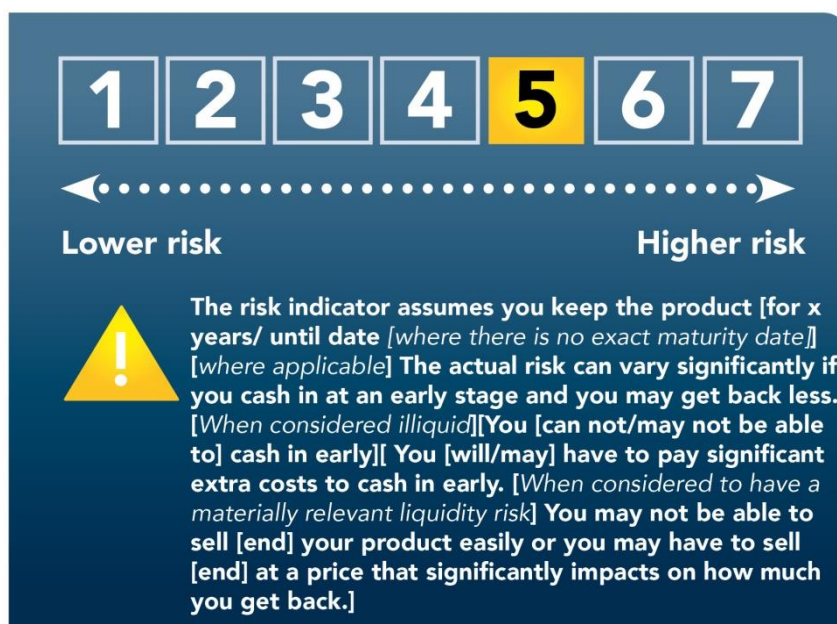 1 2 3 4 5 6 7
Lower risk Higher risk
!
The risk indicator assumes you keep the product [for x
years/ until date [where there is no exact maturity date]]
[where applicable] The actual risk can vary significantly if
you cash in at an early stage and you may get back less.
[When considered illiquid][You [can not/may not be able
to] cash in early][ You [will/may] have to pay significant
extra costs to cash in early. [When considered to have a
materially relevant liquidity risk] You may not be able to
sell [end] your product easily or you may have to sell
[end] at a price that significantly impacts on how much
you get back.]